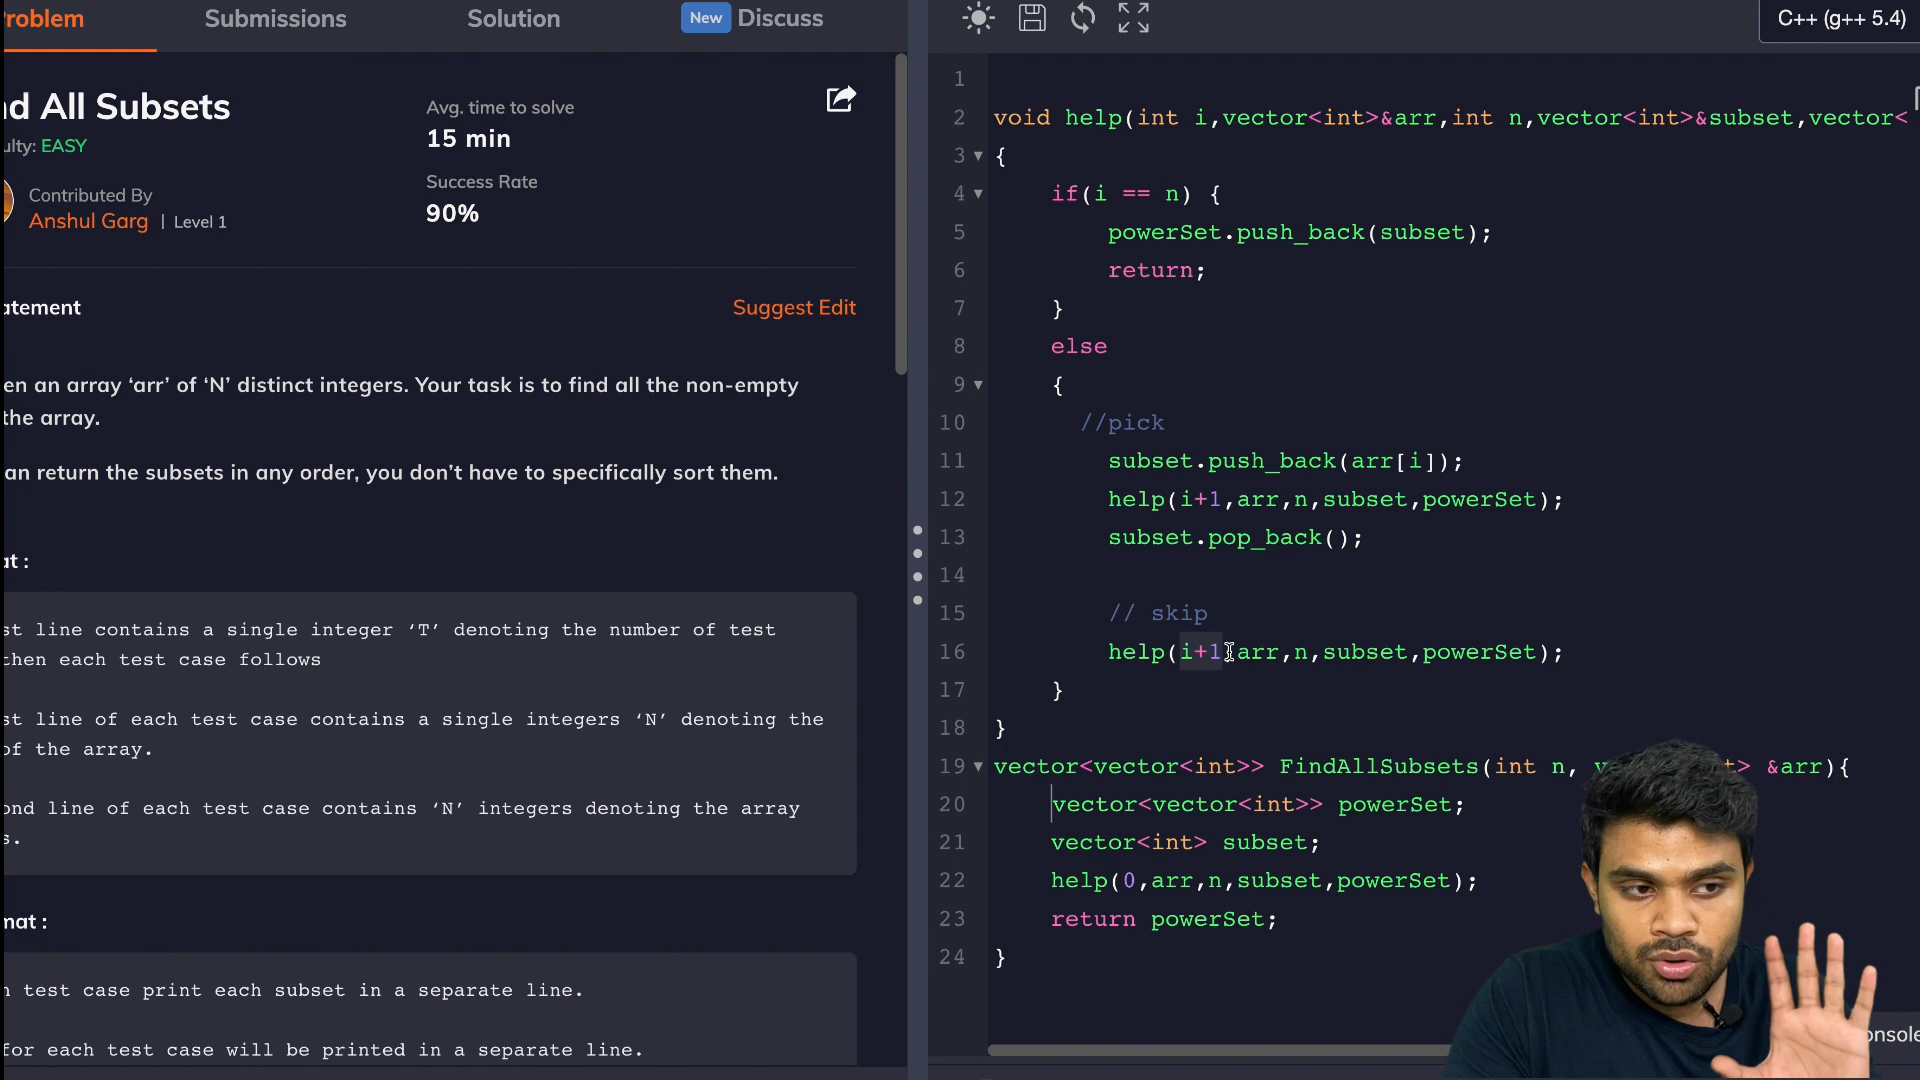 roblem
Submissions
Solution
New
Discuss
C++ (g++ 5.4)
nd All Subsets
ulty: EASY
Contributed By
Anshul Garg | Level 1
Avg. time to solve
15 min
Success Rate
90%
atement
Suggest Edit
en an array ‘arr’ of ‘N’ distinct integers. Your task is to find all the non-empty
the array.
an return the subsets in any order, you don’t have to specifically sort them.
at :
st line contains a single integer ‘T’ denoting the number of test
then each test case follows
st line of each test case contains a single integers ‘N’ denoting the
of the array.
ond line of each test case contains ‘N’ integers denoting the array
s.
mat :
n test case print each subset in a separate line.
for each test case will be printed in a separate line.
1
2 void help(int i,vector<int>&arr,int n,vector<int>&subset,vector<
3 {
4 if(i == n) {
5 powerSet.push_back(subset);
6 return;
7 }
8 else
9 {
10 //pick
11 subset.push_back(arr[i]);
12 help(i+1,arr,n,subset,powerSet);
13 subset.pop_back();
14
15 // skip
16 help(i+1 arr,n,subset,powerSet);
17 }
18 }
19 vector<vector<int>> FindAllSubsets(int n, v t> &arr){
20 vector<vector<int>> powerSet;
21 vector<int> subset;
22 help(0,arr,n,subset,powerSet);
23 return powerSet;
24 }
onsole